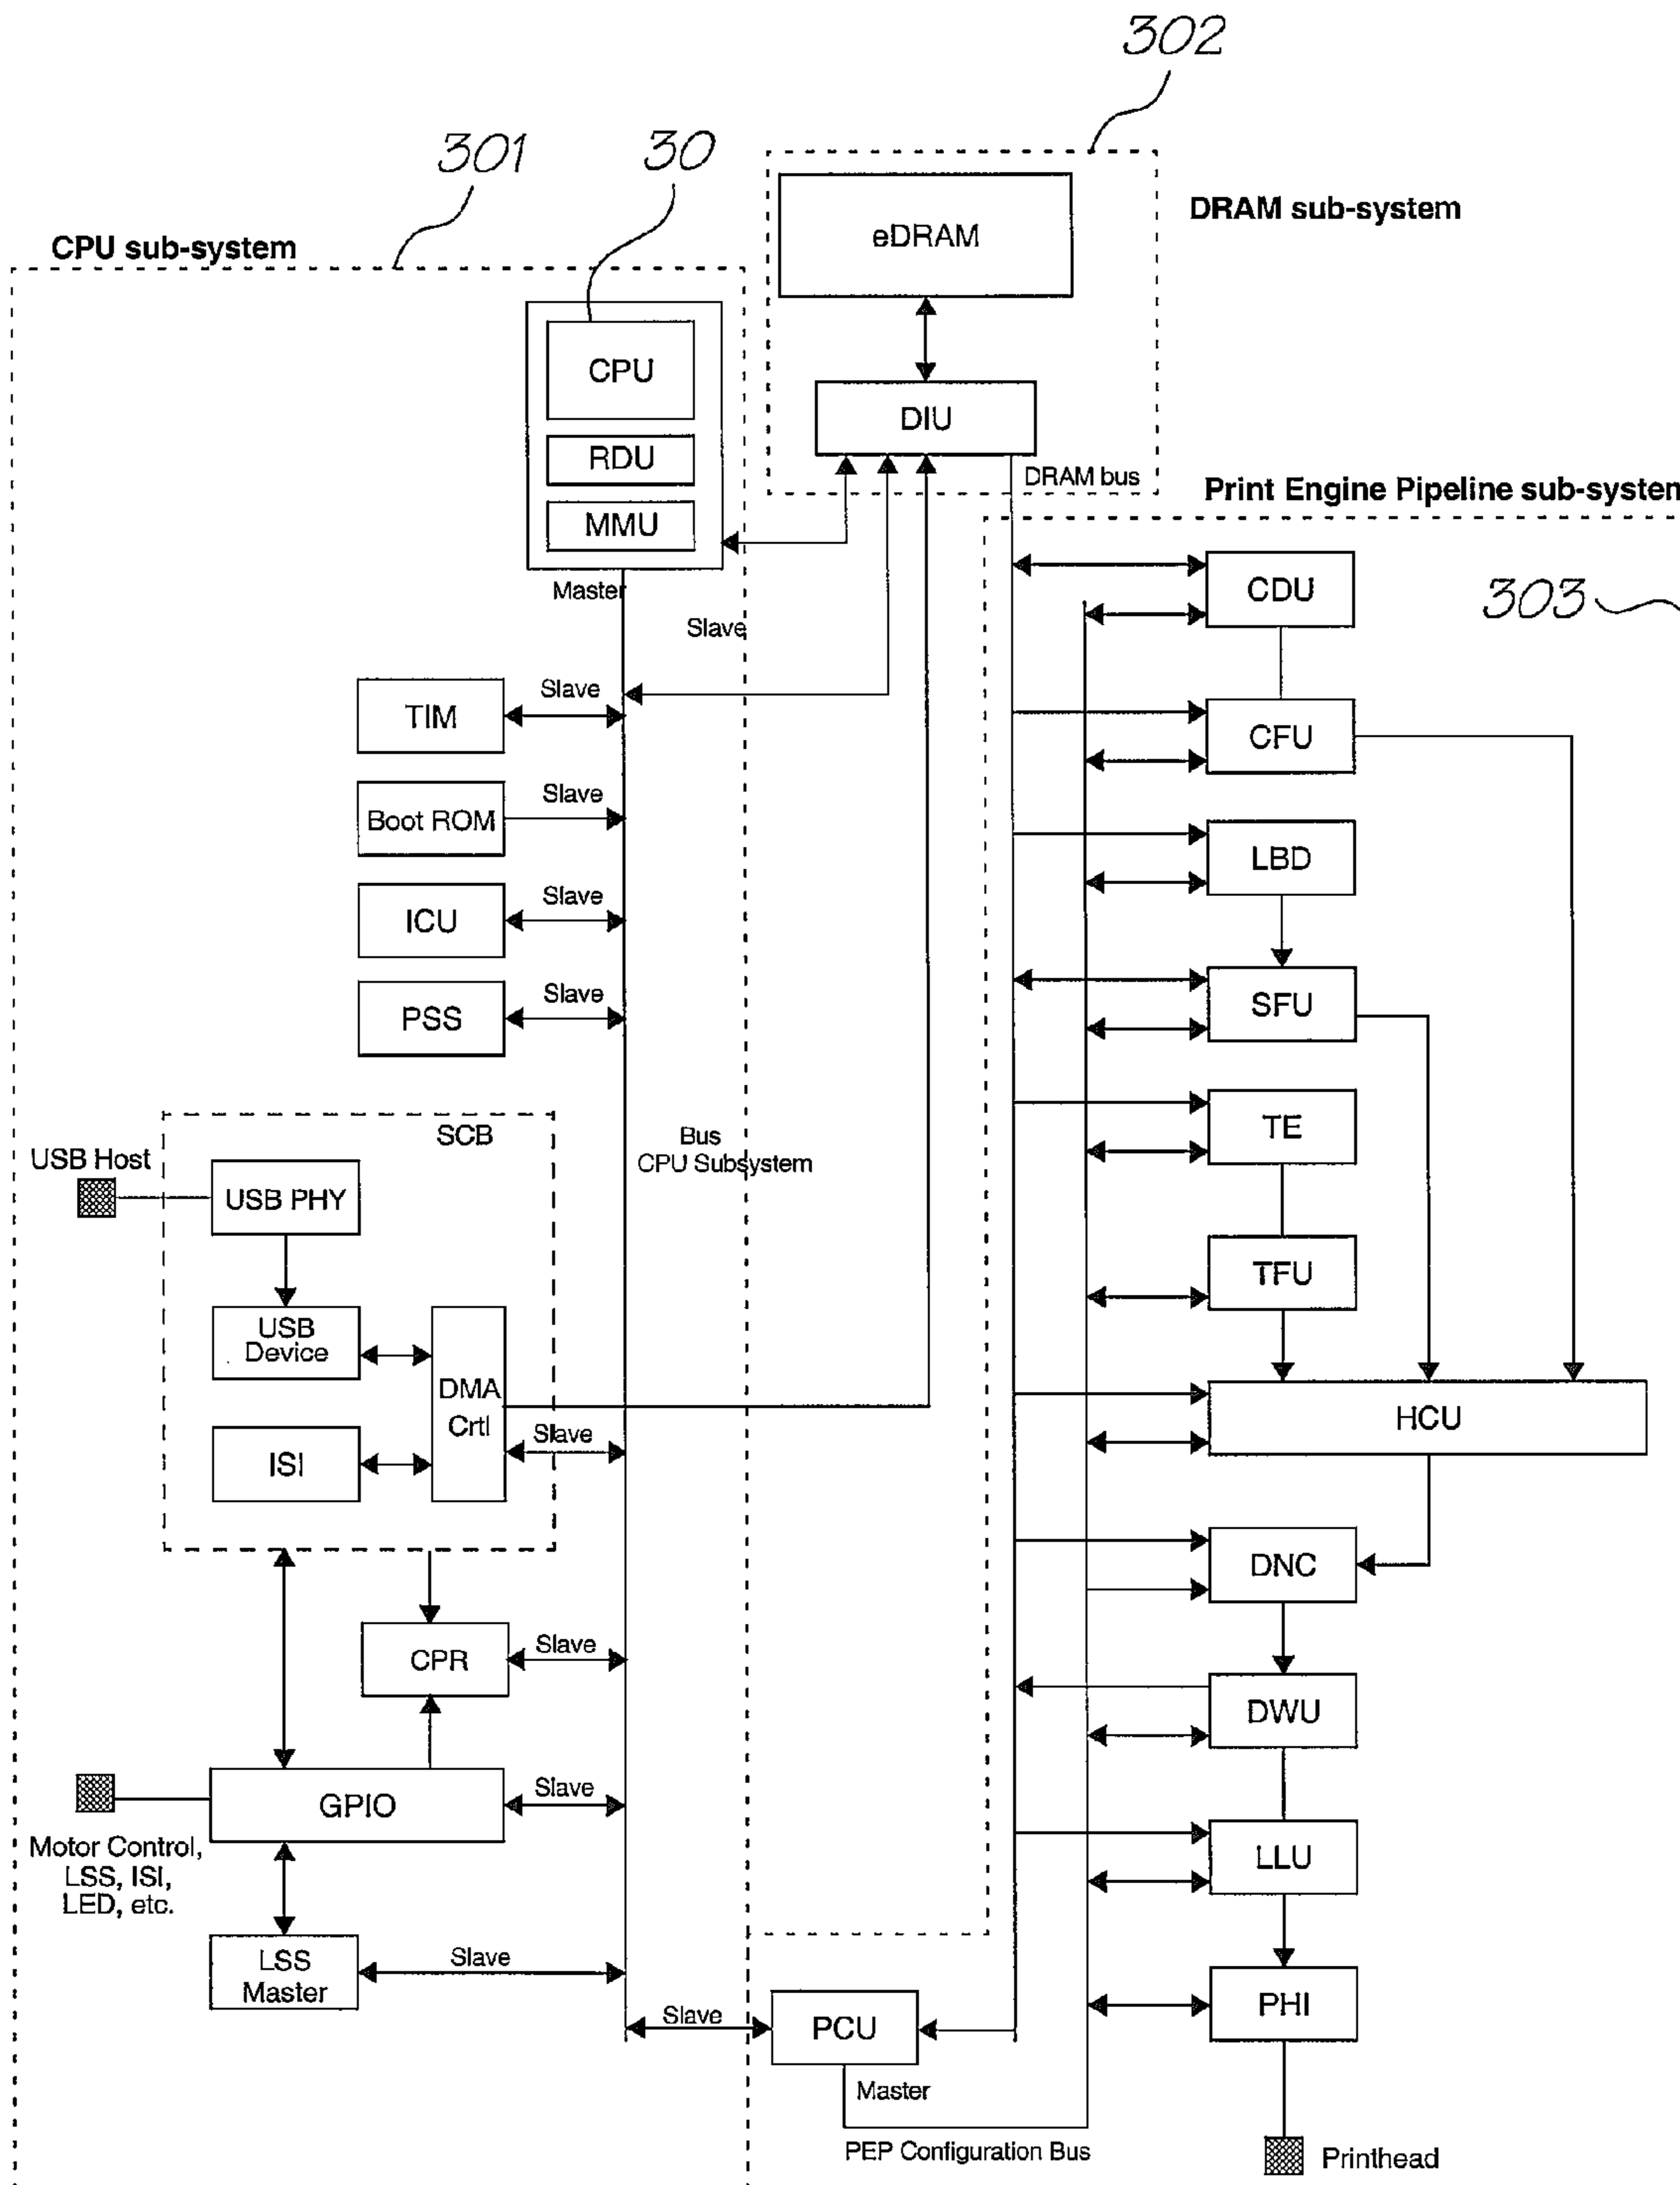 302
301
30
DRAM sub-system
CPU sub-system
eDRAM
CPU
DIU
RDU
DRAM bus
MMU
Print Engine Pipeline sub-system
Master
CDU
303
Slave
TIM
Slave
CFU
Boot ROM
Slave
LBD
ICU
Slave
PSS
Slave
SFU
SCB
TE
Bus
CPU Subsystem
USB Host
USB PHY
TFU
USB
Device
DMA
Crtl
HCU
ISI
Slave
DNC
CPR
Slave
DWU
GPIO
Slave
Motor Control,
LSS, ISI,
LED, etc.
LLU
LSS
Master
Slave
PHI
Slave
PCU
Master
PEP Configuration Bus
Printhead